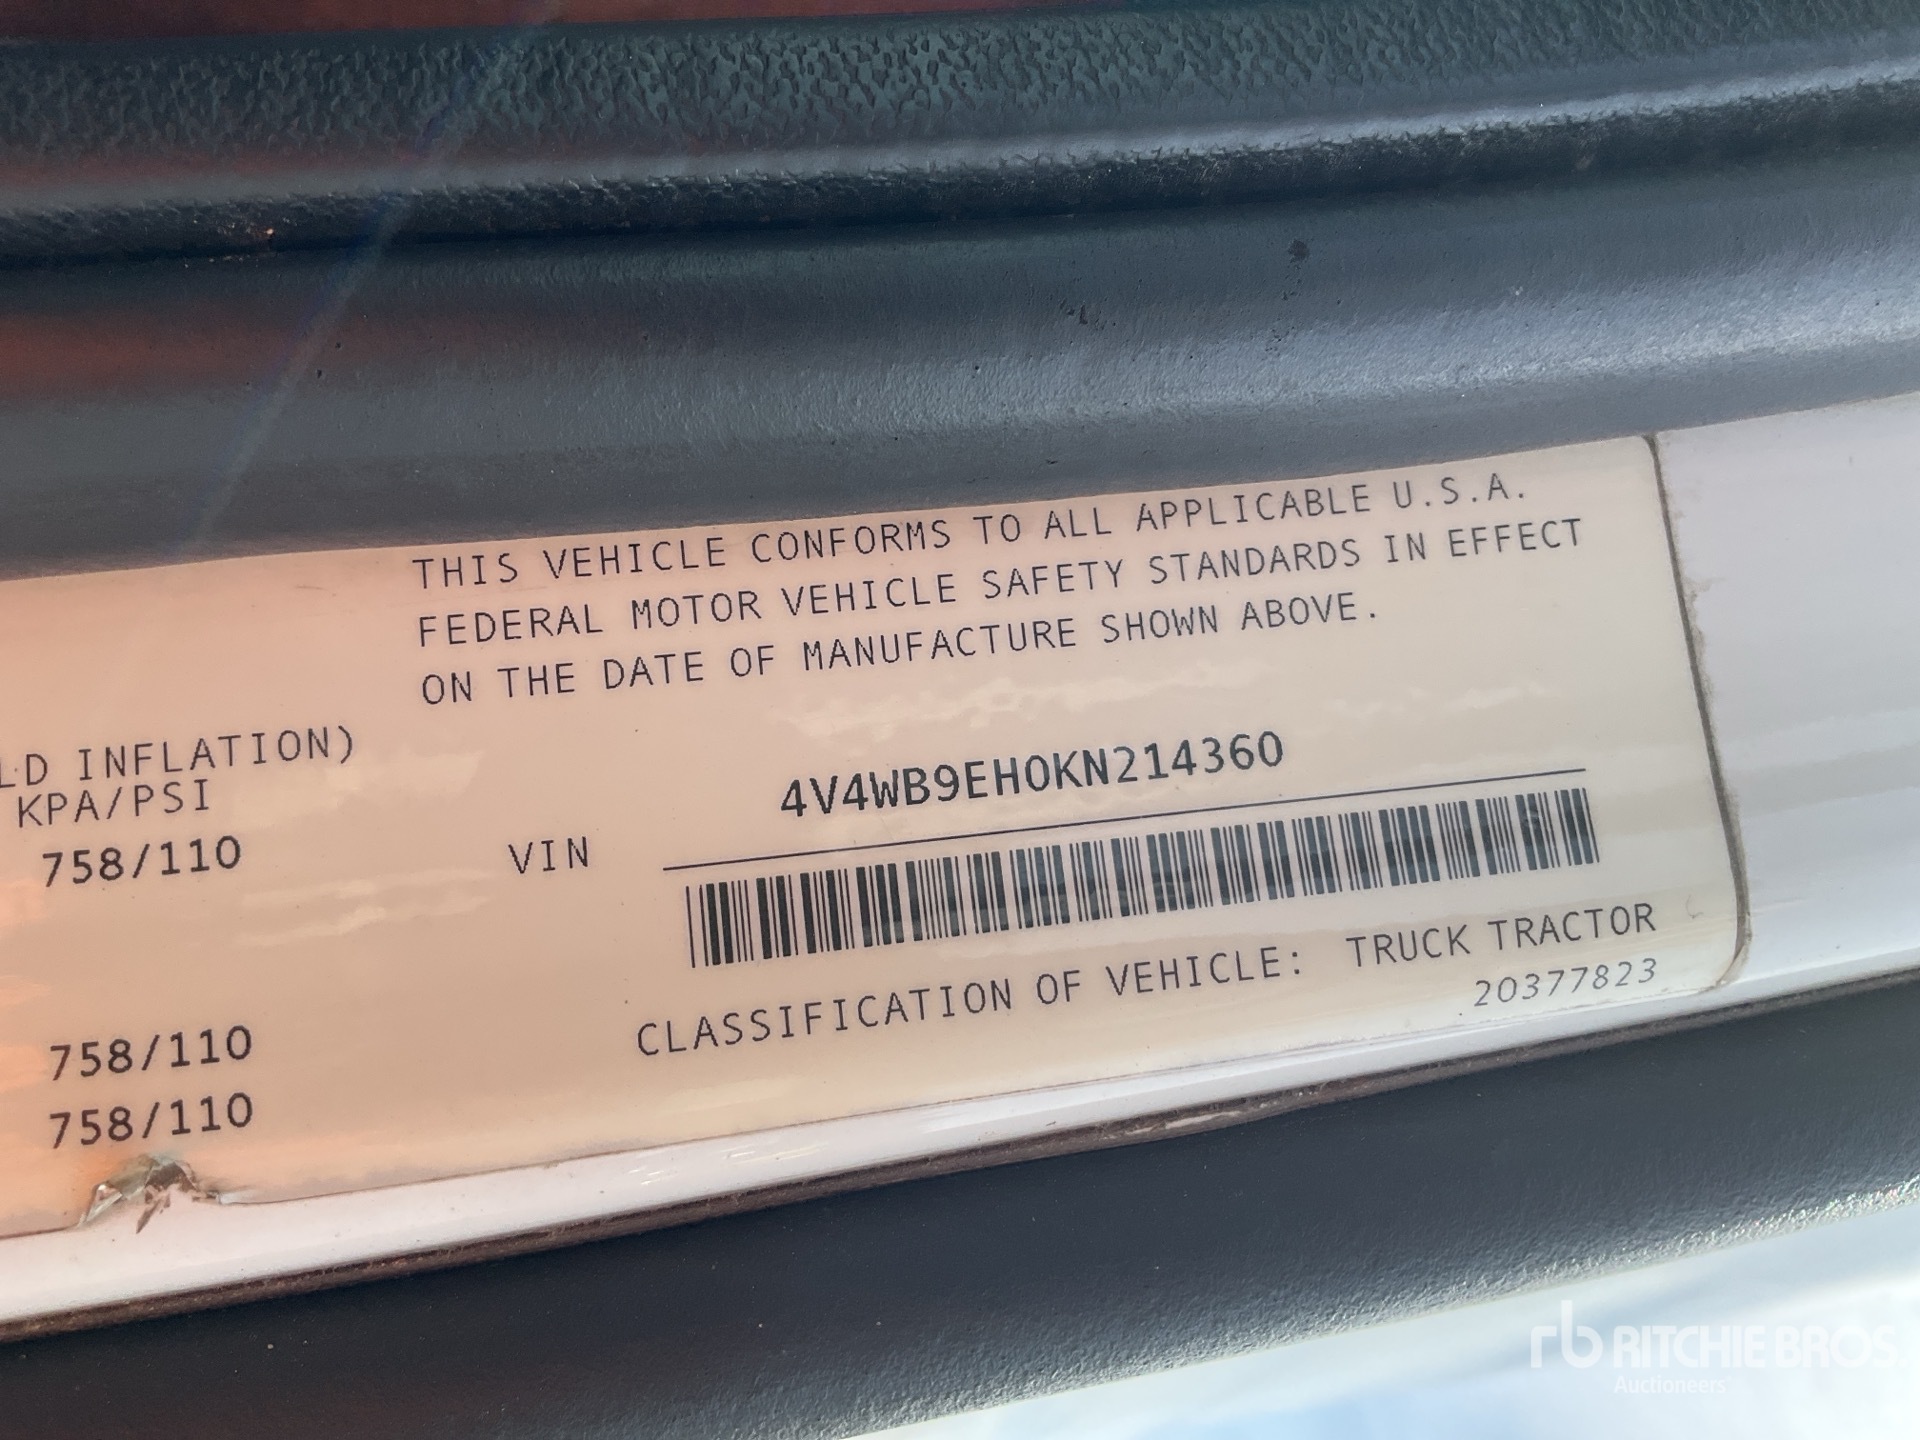 THIS VEHICLE CONFORMS TO ALL APPLICABLE U.S.A.
FEDERAL MOTOR VEHICLE SAFETY STANDARDS IN EFFECT
ON THE DATE OF MANUFACTURE SHOWN ABOVE.
LD INFLATION)
KPA/PSI
758/110
4V4WB9EH0KN214360
VIN
CLASSIFICATION OF VEHICLE: TRUCK TRACTOR
20377823
758/110
758/110
rb RITCHIE BROS.
Auctioneers